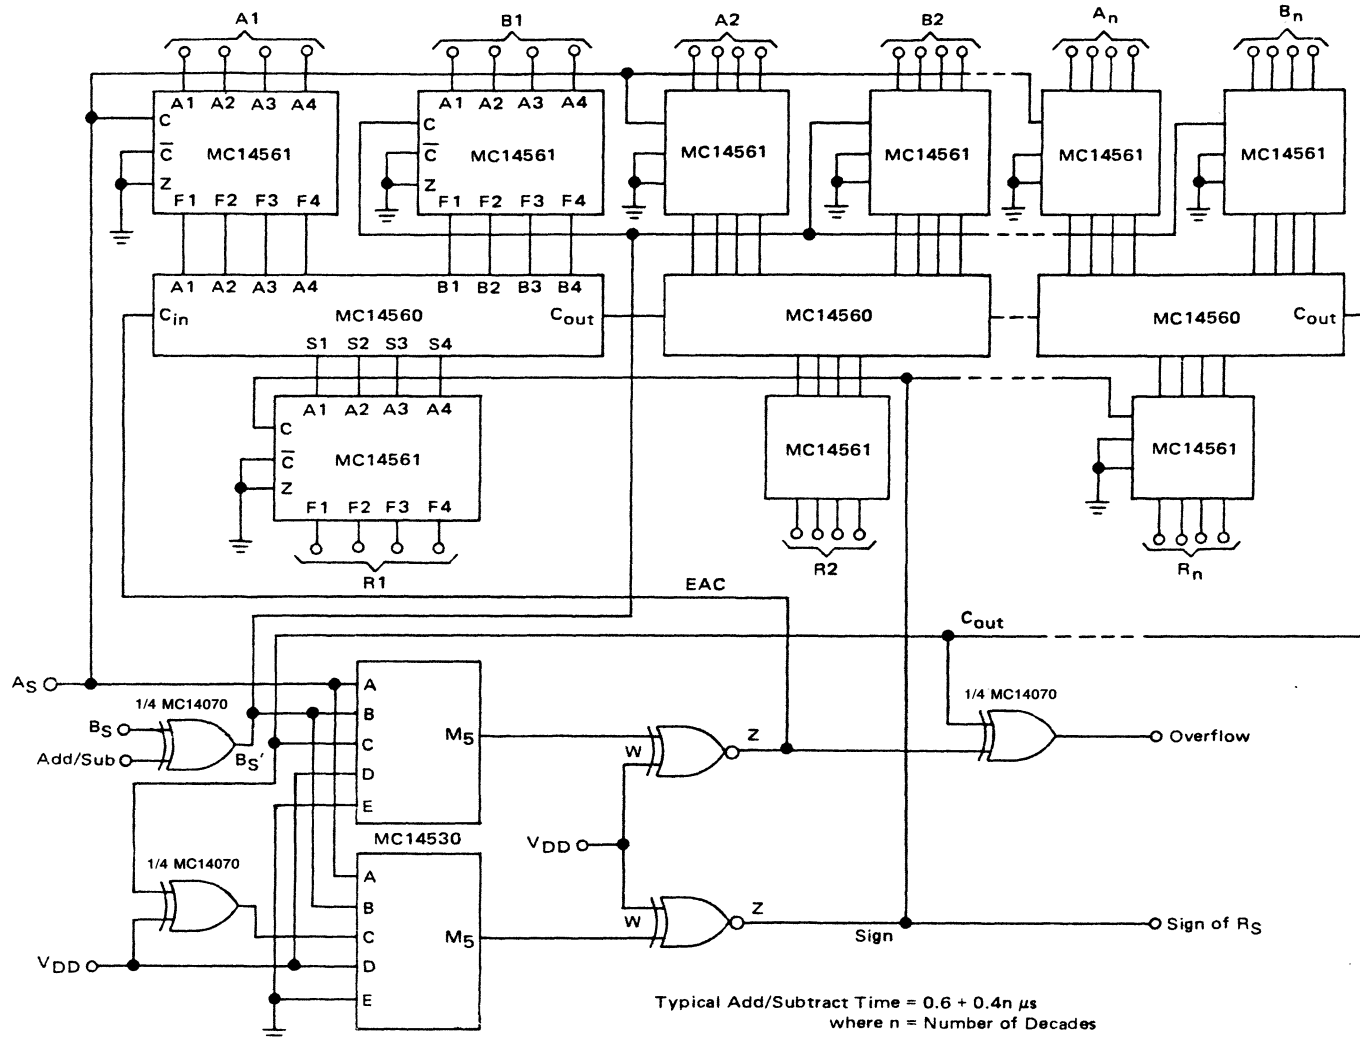 A1 B1 A2 B2 An Bn
A1 A2 A3 A4 A1 A2 A3 A4
C C
C̅ MC14561 C̅ MC14561 MC14561 MC14561 MC14561 MC14561
Z Z
F1 F2 F3 F4 F1 F2 F3 F4
A1 A2 A3 A4 B1 B2 B3 B4
Cin MC14560 Cout MC14560 MC14560 Cout
S1 S2 S3 S4
A1 A2 A3 A4
C
C̅ MC14561 MC14561 MC14561
Z
F1 F2 F3 F4
R1 R2 Rn
EAC
Cout
AS A
1/4 MC14070 1/4 MC14070
BS B
Add/Sub BS' C M5 W Z Overflow
D
E
MC14530
VDD
1/4 MC14070
A
B
C M5 W Z Sign Sign of RS
VDD D
E
Typical Add/Subtract Time = 0.6 + 0.4n μs
where n = Number of Decades